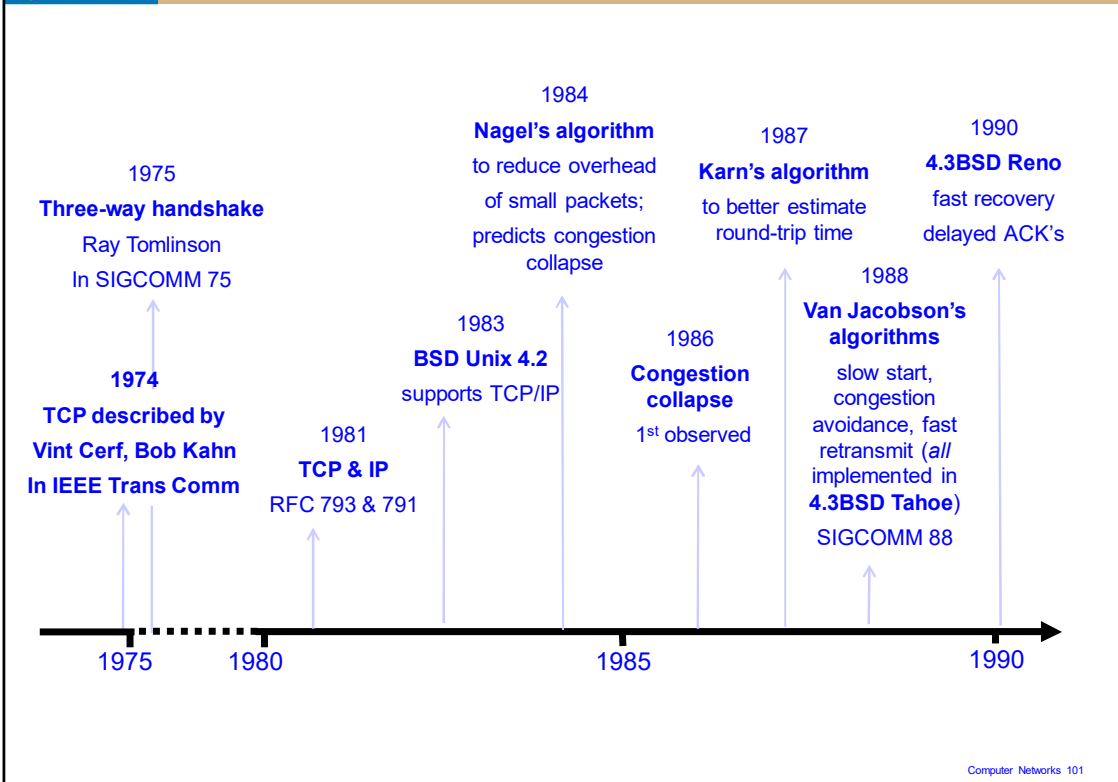 1975
Three-way handshake
Ray Tomlinson
In SIGCOMM 75
1974
TCP described by
Vint Cerf, Bob Kahn
In IEEE Trans Comm
1981
TCP & IP
RFC 793 & 791
1983
BSD Unix 4.2
supports TCP/IP
1984
Nagel’s algorithm
to reduce overhead
of small packets;
predicts congestion
collapse
1986
Congestion
collapse
1st observed
1987
Karn’s algorithm
to better estimate
round-trip time
1988
Van Jacobson’s
algorithms
slow start,
congestion
avoidance, fast
retransmit (all
implemented in
4.3BSD Tahoe)
SIGCOMM 88
1990
4.3BSD Reno
fast recovery
delayed ACK’s
1975
1980
1985
1990
Computer Networks 101